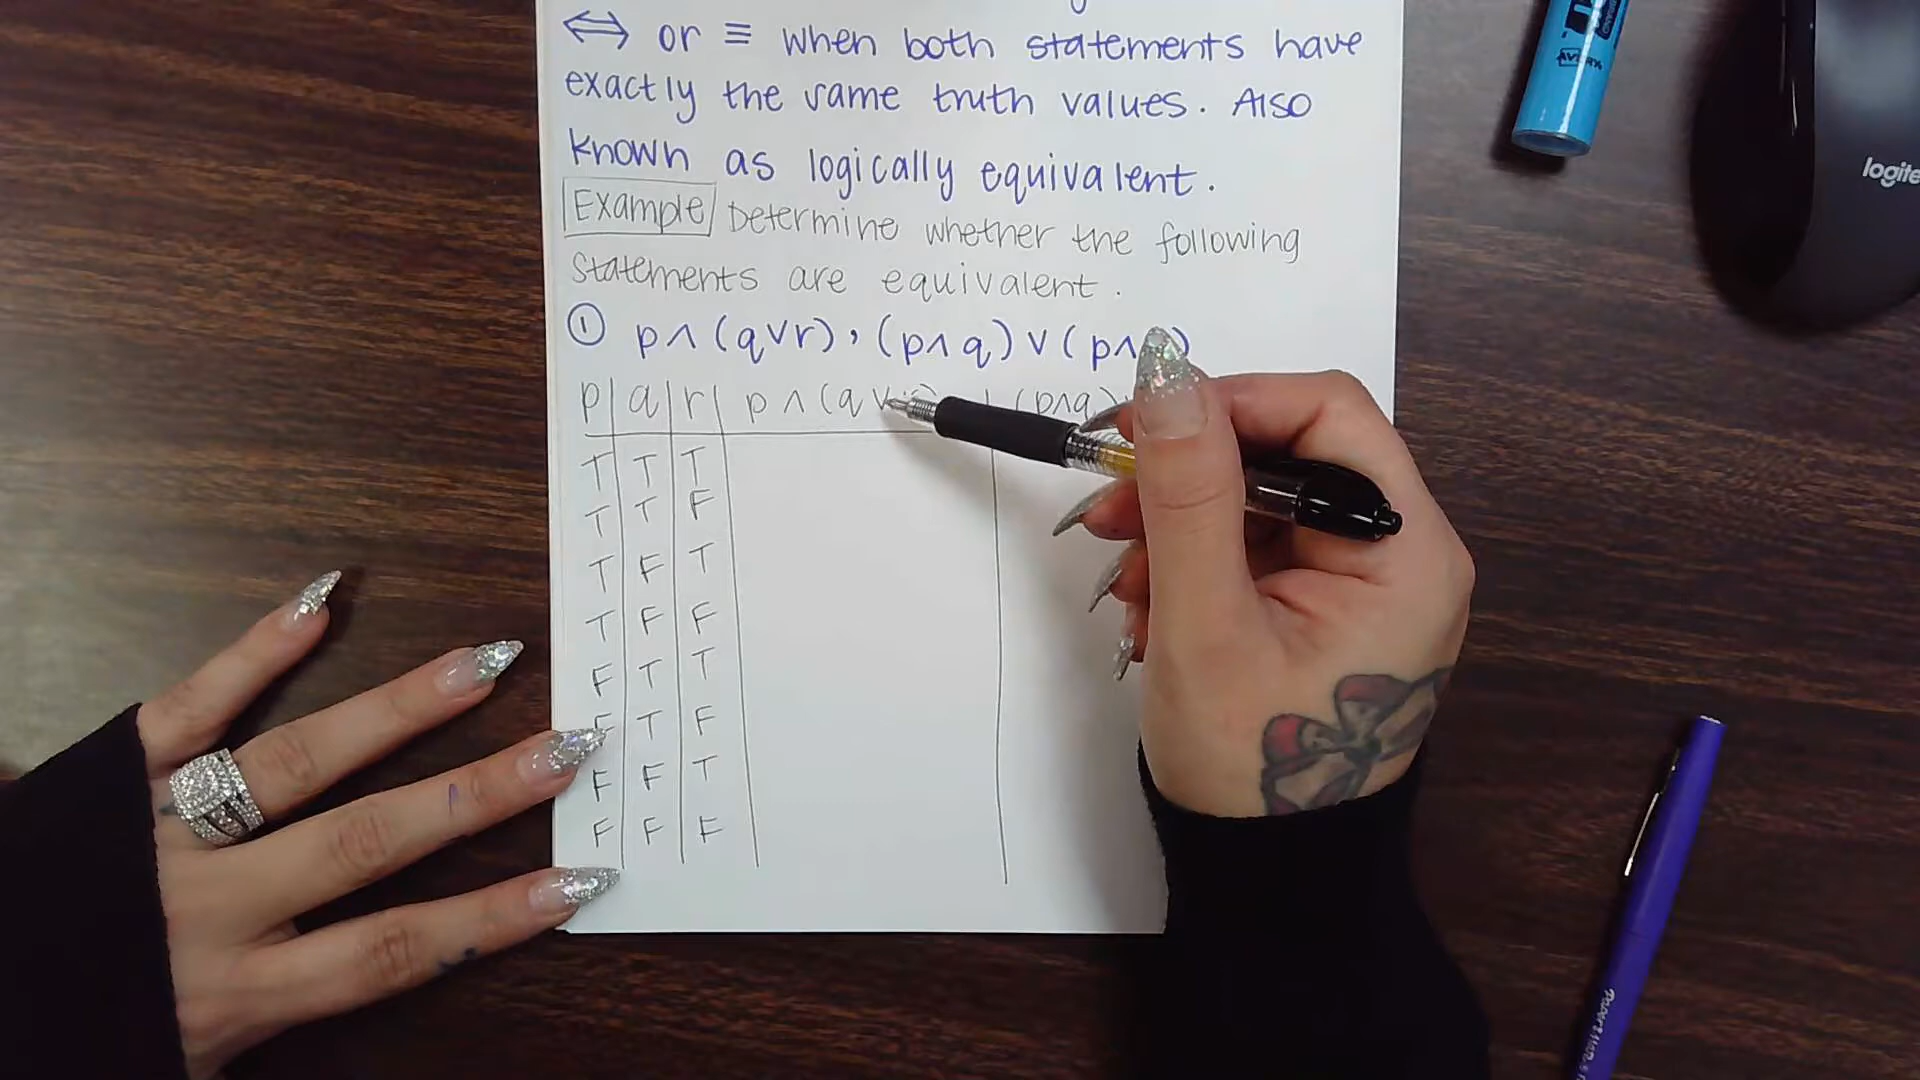 ⟺ or ≡ when both statements have
exactly the same truth values. Also
known as logically equivalent.
Example Determine whether the following
statements are equivalent.
① p∧(q∨r), (p∧q)∨(p∧ )
p q r p∧(q∨ (p∧q)
T T T
T T F
T F T
T F F
F T T
F T F
F F T
F F F
AVERY
logite